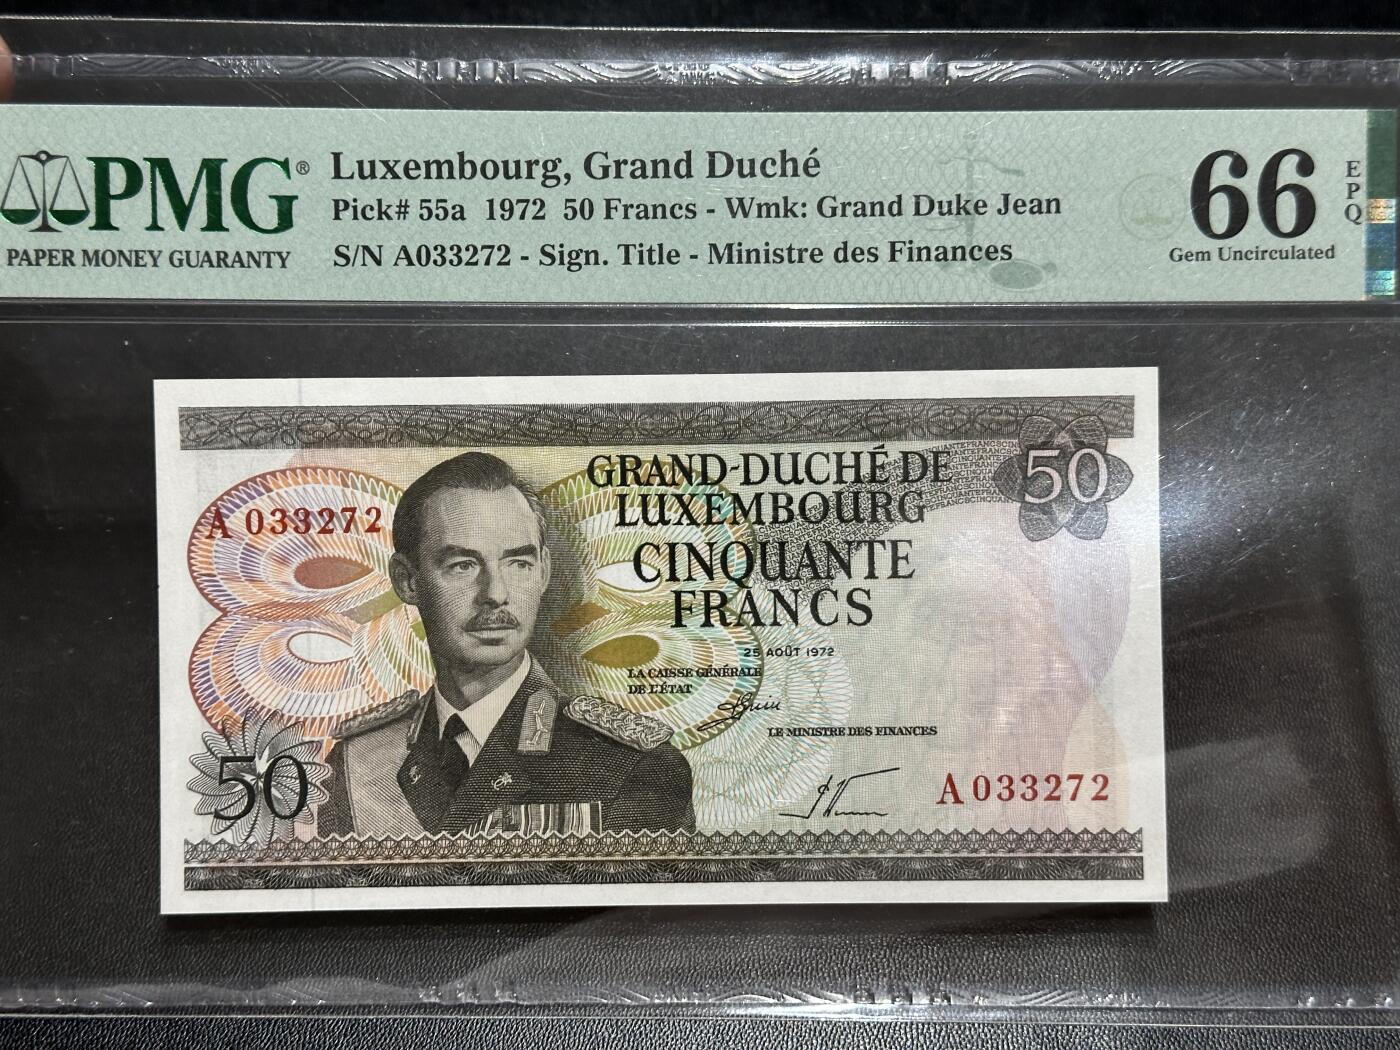 PMG®
PAPER MONEY GUARANTY
Luxembourg, Grand Duché
Pick# 55a 1972 50 Francs - Wmk: Grand Duke Jean
S/N A033272 - Sign. Title - Ministre des Finances
66
EPQ
Gem Uncirculated
50
GRAND-DUCHÉ DE
LUXEMBOURG
A 033272
CINQUANTE
FRANCS
25 AOÛT 1972
LA CAISSE GÉNÉRALE
DE L'ÉTAT
LE MINISTRE DES FINANCES
50
A 033272